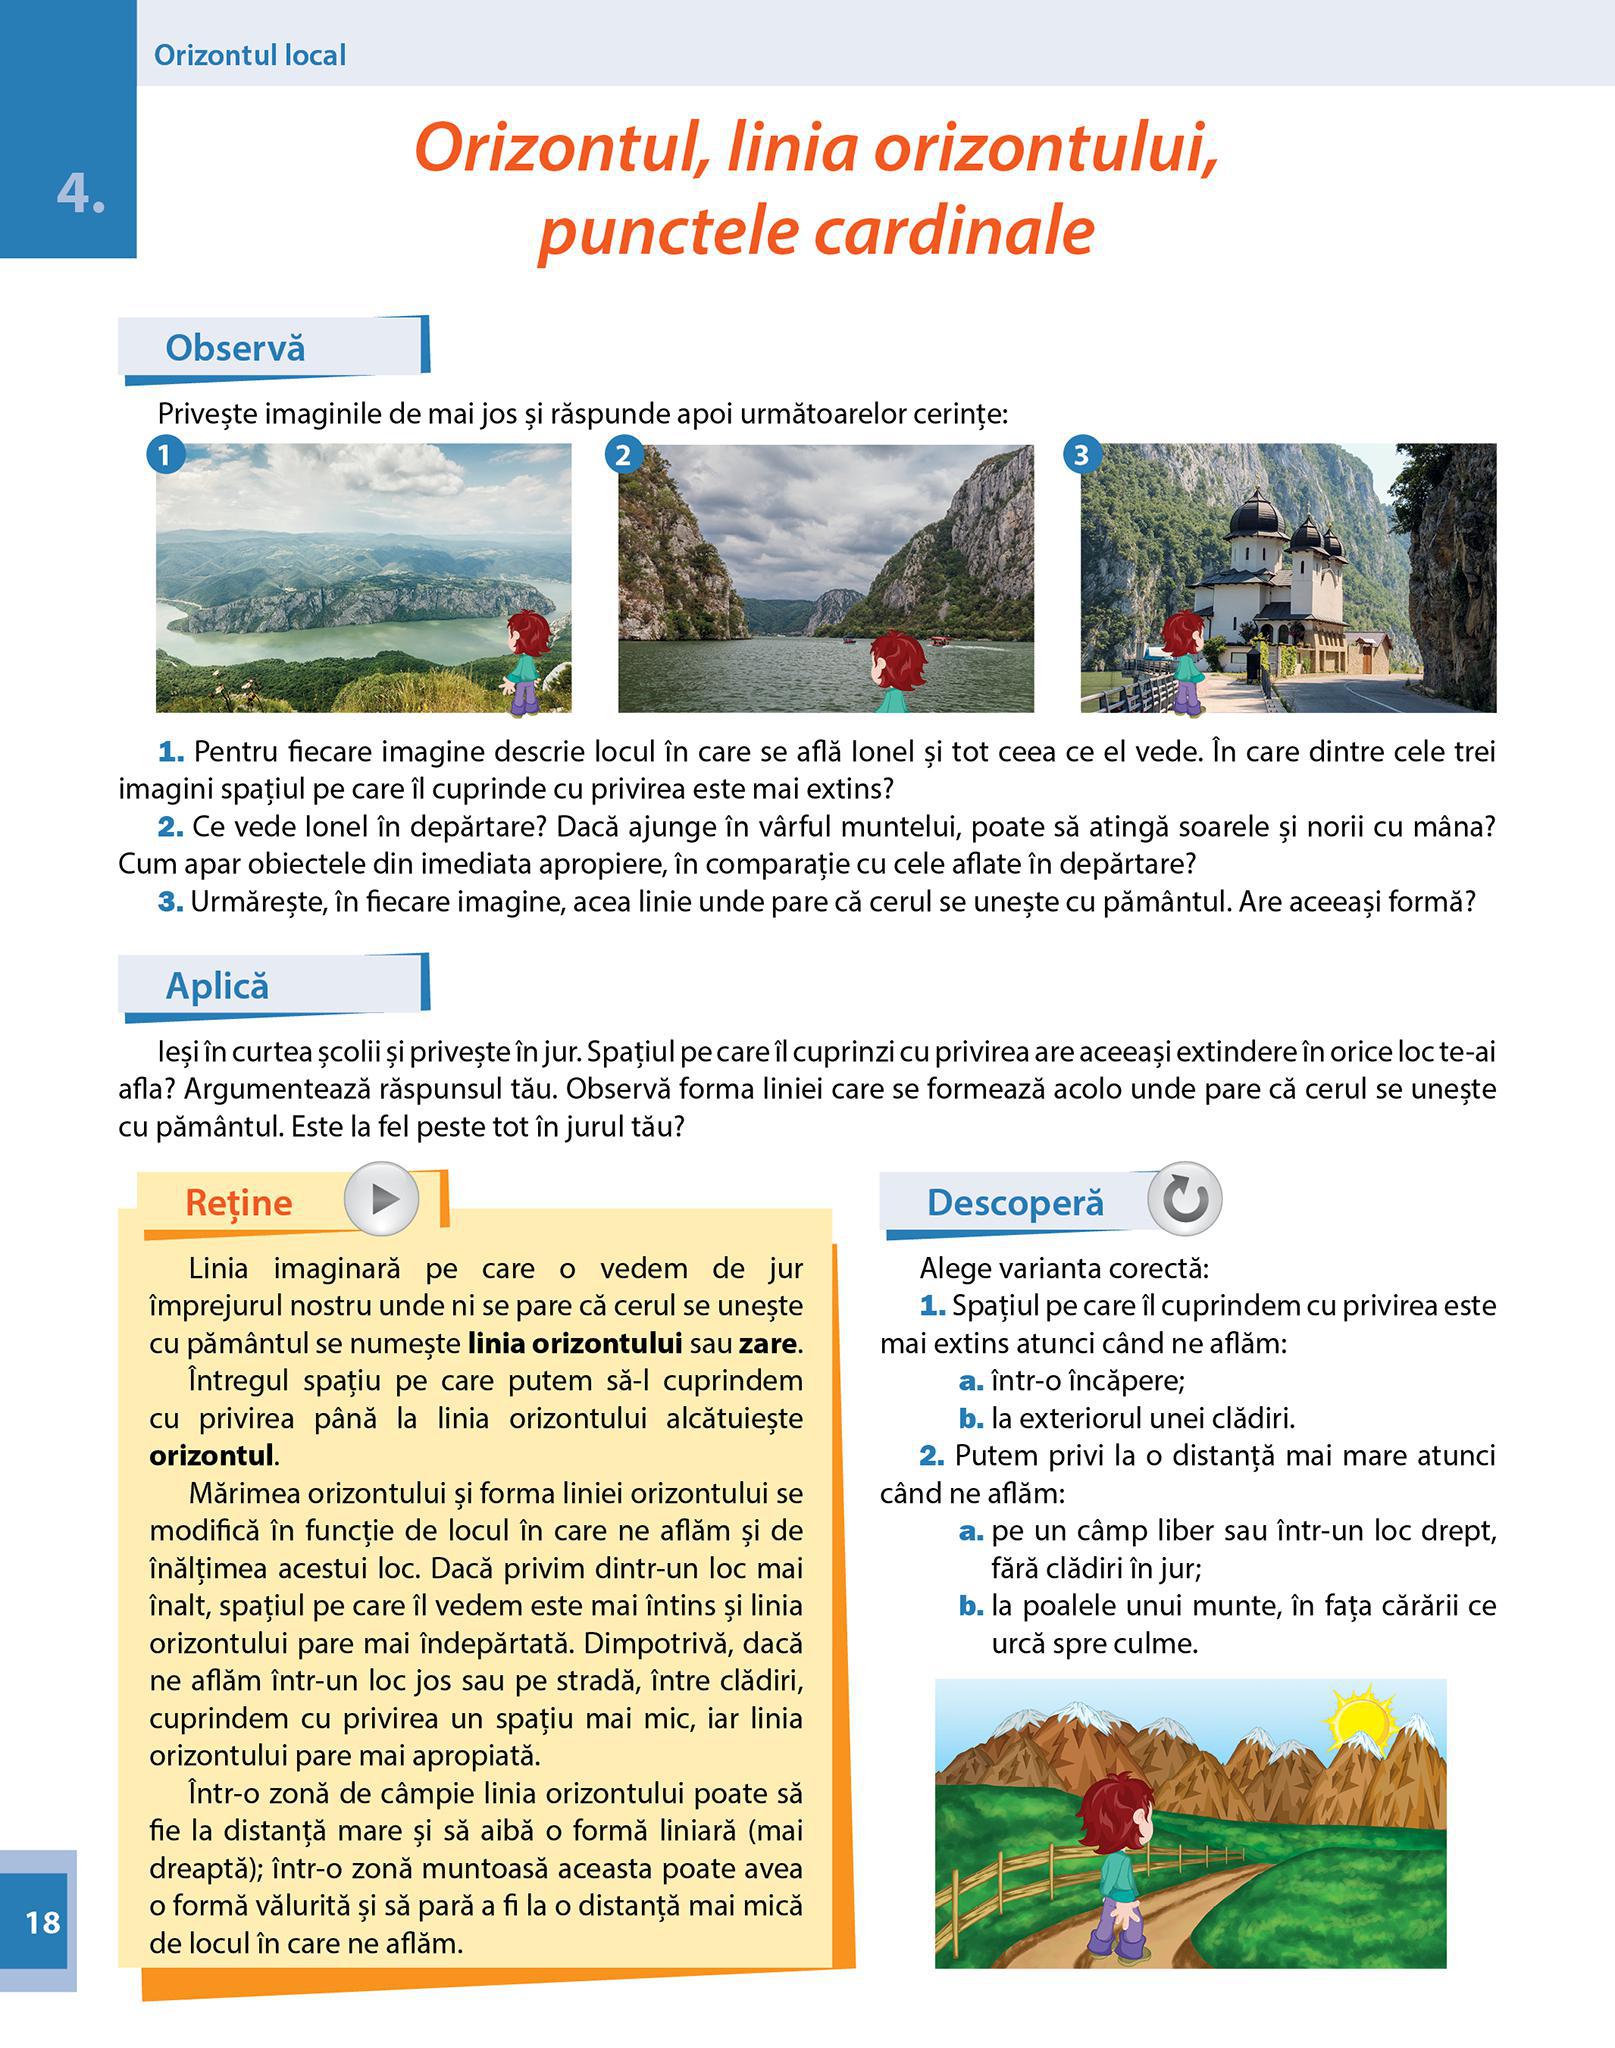 Orizontul local
4.
Orizontul, linia orizontului,
punctele cardinale
Observă
Privește imaginile de mai jos și răspunde apoi următoarelor cerințe:
1
2
3
1. Pentru fiecare imagine descrie locul în care se află Ionel și tot ceea ce el vede. În care dintre cele trei
imagini spațiul pe care îl cuprinde cu privirea este mai extins?
2. Ce vede Ionel în depărtare? Dacă ajunge în vârful muntelui, poate să atingă soarele și norii cu mâna?
Cum apar obiectele din imediata apropiere, în comparație cu cele aflate în depărtare?
3. Urmărește, în fiecare imagine, acea linie unde pare că cerul se unește cu pământul. Are aceeași formă?
Aplică
Ieși în curtea școlii și privește în jur. Spațiul pe care îl cuprinzi cu privirea are aceeași extindere în orice loc te-ai
afla? Argumentează răspunsul tău. Observă forma liniei care se formează acolo unde pare că cerul se unește
cu pământul. Este la fel peste tot în jurul tău?
Reține
Linia imaginară pe care o vedem de jur
împrejurul nostru unde ni se pare că cerul se unește
cu pământul se numește linia orizontului sau zare.
Întregul spațiu pe care putem să-l cuprindem
cu privirea până la linia orizontului alcătuiește
orizontul.
Mărimea orizontului și forma liniei orizontului se
modifică în funcție de locul în care ne aflăm și de
înălțimea acestui loc. Dacă privim dintr-un loc mai
înalt, spațiul pe care îl vedem este mai întins și linia
orizontului pare mai îndepărtată. Dimpotrivă, dacă
ne aflăm într-un loc jos sau pe stradă, între clădiri,
cuprindem cu privirea un spațiu mai mic, iar linia
orizontului pare mai apropiată.
Într-o zonă de câmpie linia orizontului poate să
fie la distanță mare și să aibă o formă liniară (mai
dreaptă); într-o zonă muntoasă aceasta poate avea
o formă vălurită și să pară a fi la o distanță mai mică
de locul în care ne aflăm.
Descoperă
Alege varianta corectă:
1. Spațiul pe care îl cuprindem cu privirea este
mai extins atunci când ne aflăm:
a. într-o încăpere;
b. la exteriorul unei clădiri.
2. Putem privi la o distanță mai mare atunci
când ne aflăm:
a. pe un câmp liber sau într-un loc drept,
fără clădiri în jur;
b. la poalele unui munte, în fața cărării ce
urcă spre culme.
18